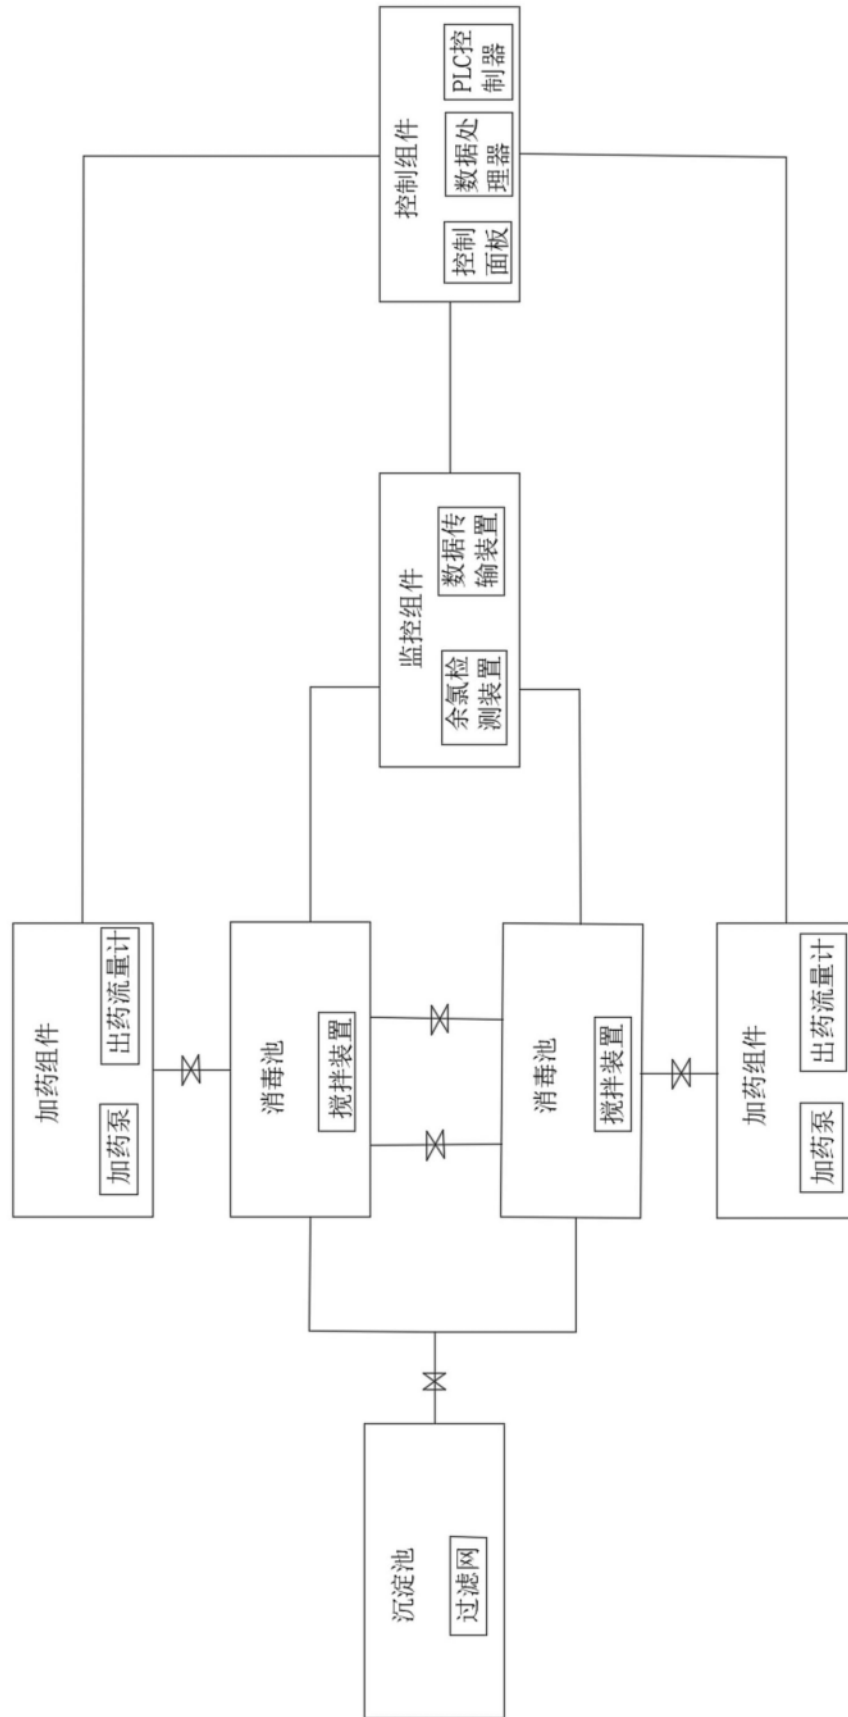 加药组件
加药泵
出药流量计
沉淀池
过滤网
消毒池
搅拌装置
监控组件
余氯检
测装置
数据传
输装置
控制组件
控制
面板
数据处
理器
PLC控
制器
消毒池
搅拌装置
加药组件
加药泵
出药流量计